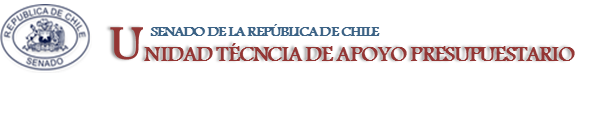 REPUBLICA DE CHILE
SENADO
SENADO DE LA REPÚBLICA DE CHILE
UNIDAD TÉCNCIA DE APOYO PRESUPUESTARIO